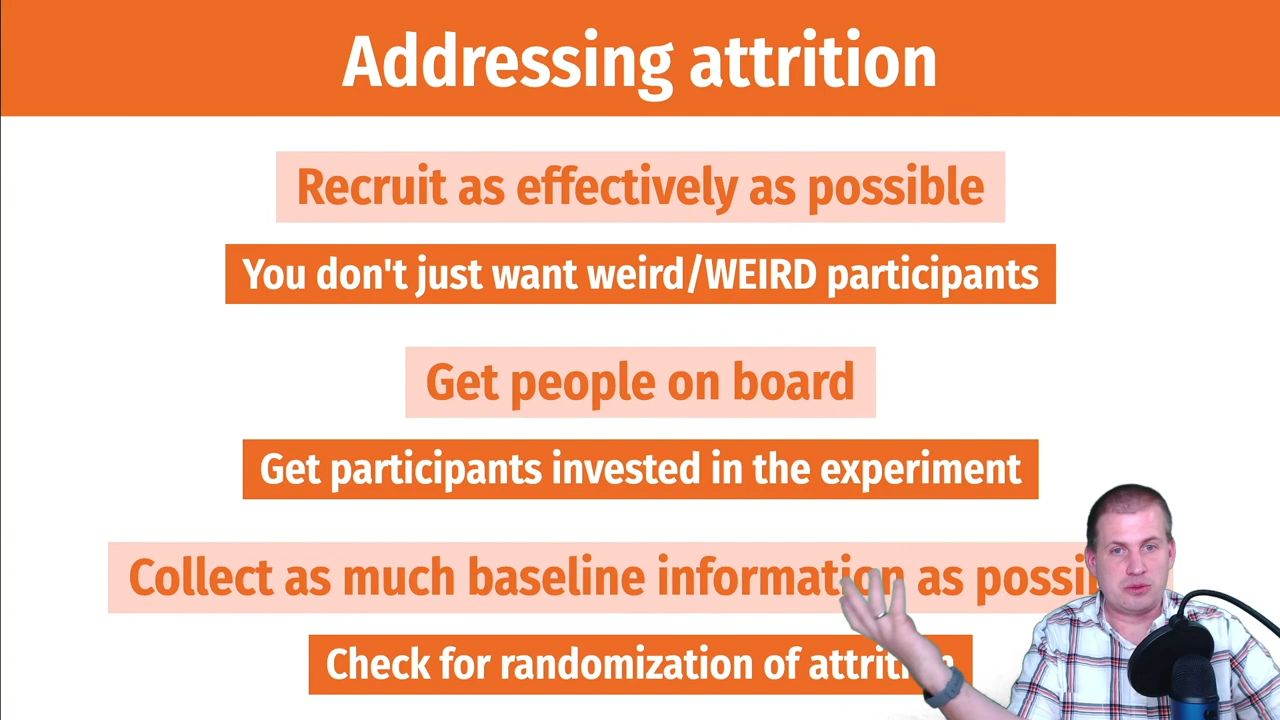 Addressing attrition
Recruit as effectively as possible
You don't just want weird/WEIRD participants
Get people on board
Get participants invested in the experiment
Collect as much baseline information as
Check for randomization of